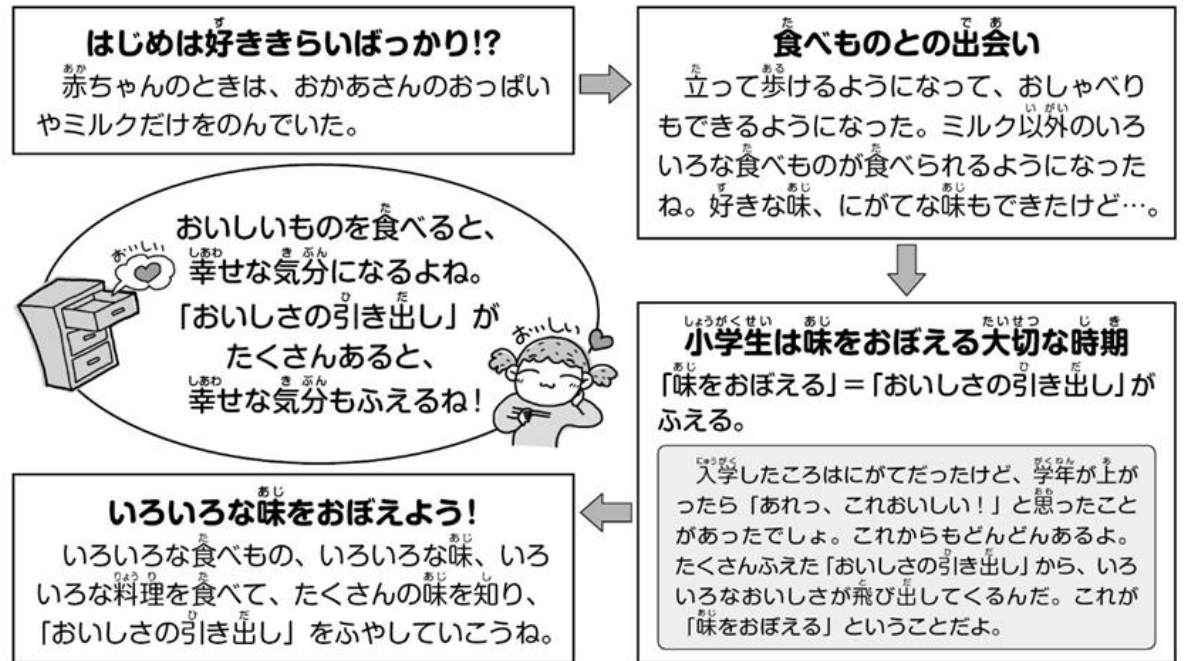 はじめは好ききらいばっかり!?
赤ちゃんのときは、おかあさんのおっぱい
やミルクだけをのんでいた。
食べものとの出会い
立って歩けるようになって、おしゃべり
もできるようになった。ミルク以外のいろ
いろな食べものが食べられるようになった
ね。好きな味、にがてな味もできたけど…。
小学生は味をおぼえる大切な時期
「味をおぼえる」=「おいしさの引き出し」が
ふえる。
入学したころはにがてだったけど、学年が上が
ったら「あれっ、これおいしい!」と思ったこと
があったでしょ。これからもどんどんあるよ。
たくさんふえた「おいしさの引き出し」から、いろ
いろなおいしさが飛び出してくるんだ。これが
「味をおぼえる」ということだよ。
いろいろな味をおぼえよう!
いろいろな食べもの、いろいろな味、いろ
いろな料理を食べて、たくさんの味を知り、
「おいしさの引き出し」をふやしていこうね。
おいしいものを食べると、
幸せな気分になるよね。
「おいしさの引き出し」が
たくさんあると、
幸せな気分もふえるね!
おいしい
おいしい